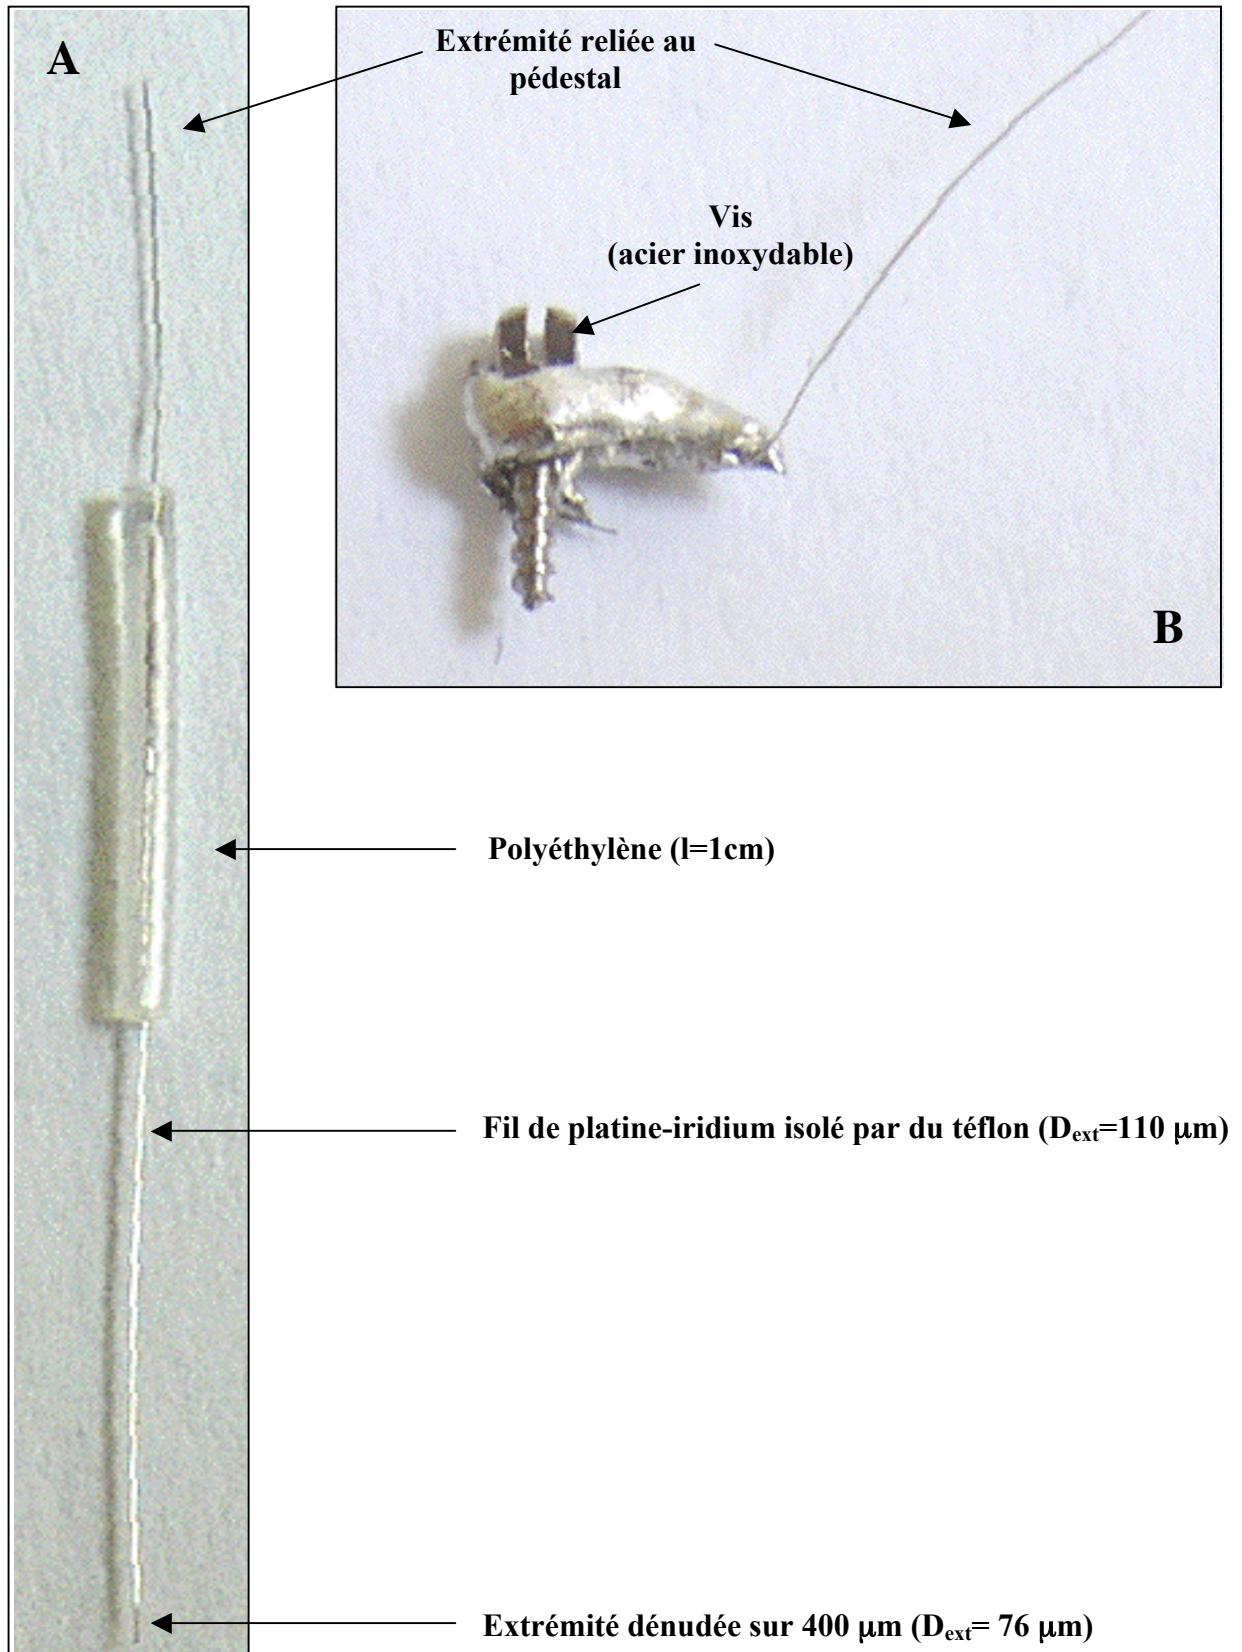 A
Extrémité reliée au
pédestal
Vis
(acier inoxydable)
B
Polyéthylène (l=1cm)
Fil de platine-iridium isolé par du téflon (Dext=110 μm)
Extrémité dénudée sur 400 μm (Dext= 76 μm)